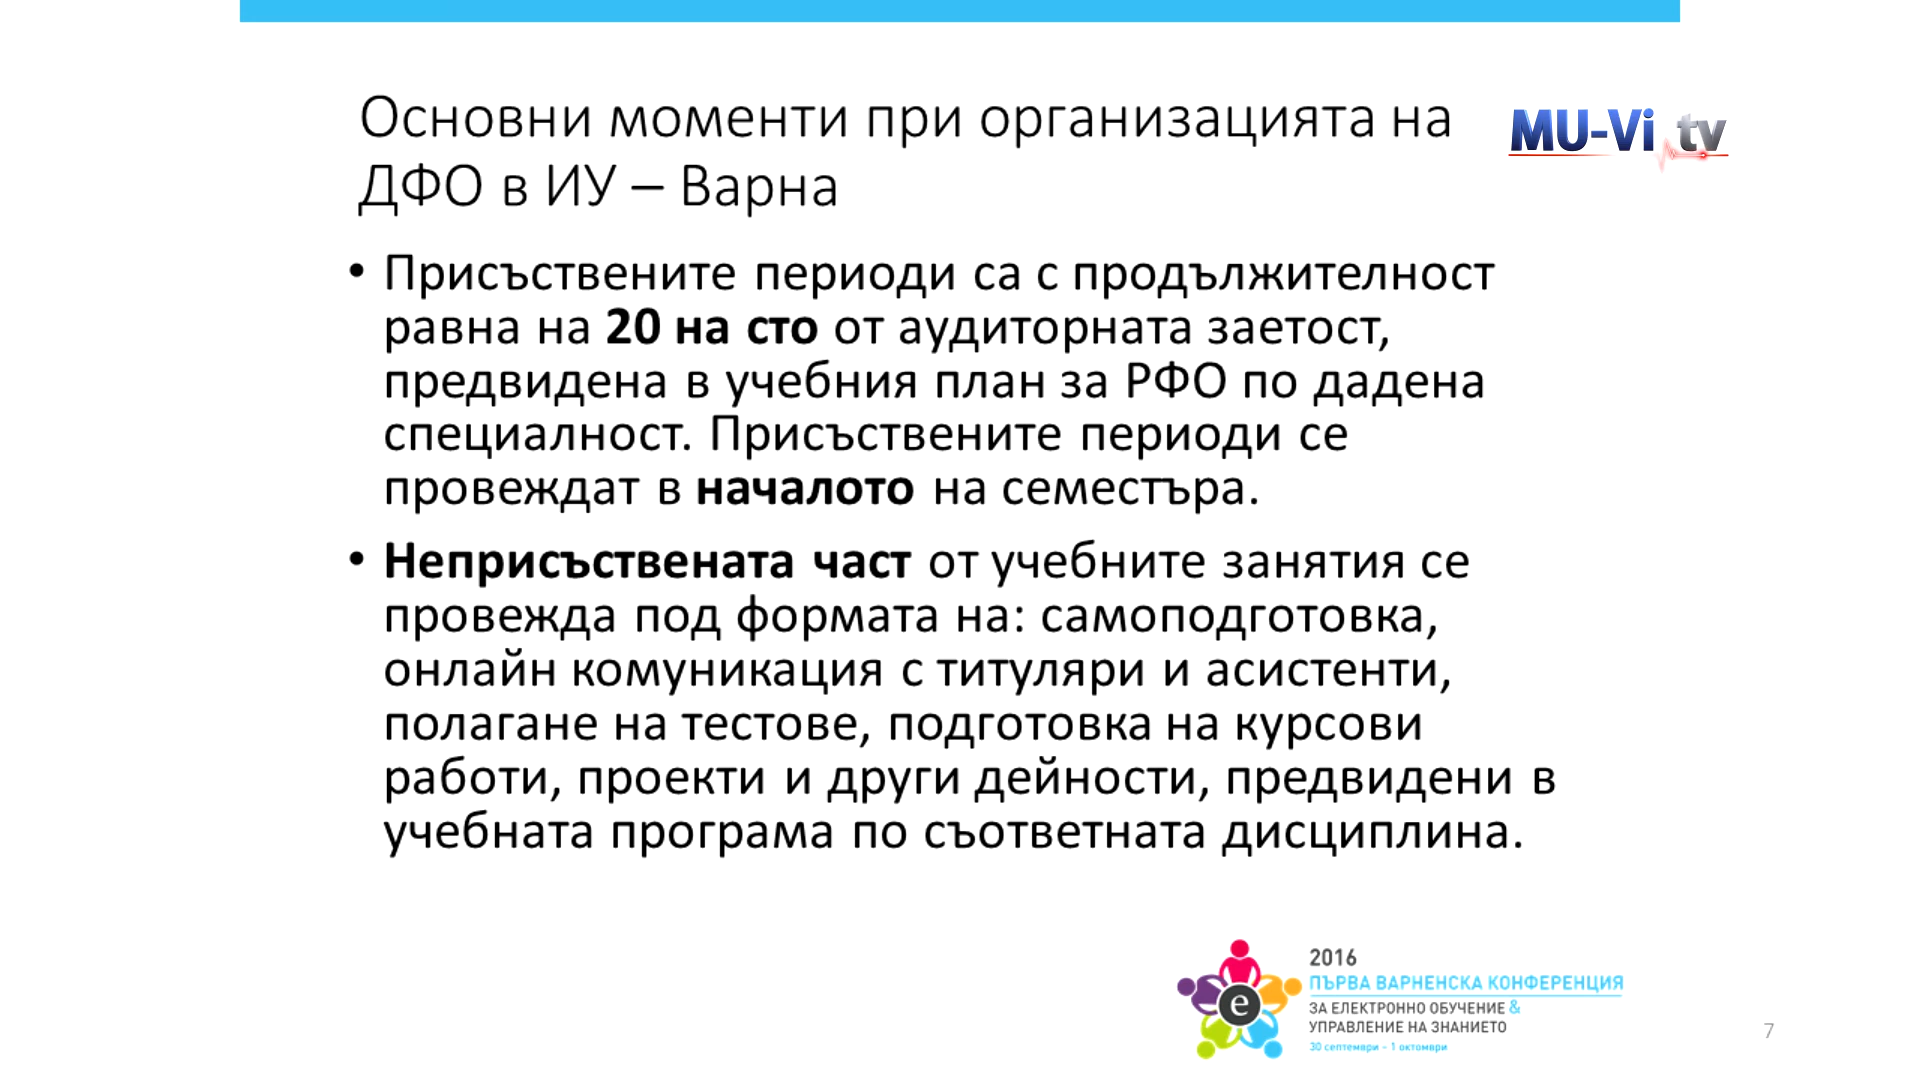 Основни моменти при организацията на
ДФО в ИУ – Варна
MU-Vi tv
• Присъствените периоди са с продължителност
равна на 20 на сто от аудиторната заетост,
предвидена в учебния план за РФО по дадена
специалност. Присъствените периоди се
провеждат в началото на семестъра.
• Неприсъствената част от учебните занятия се
провежда под формата на: самоподготовка,
онлайн комуникация с титуляри и асистенти,
полагане на тестове, подготовка на курсови
работи, проекти и други дейности, предвидени в
учебната програма по съответната дисциплина.
e
2016
ПЪРВА ВАРНЕНСКА КОНФЕРЕНЦИЯ
ЗА ЕЛЕКТРОННО ОБУЧЕНИЕ &
УПРАВЛЕНИЕ НА ЗНАНИЕТО
30 септември – 1 октомври
7